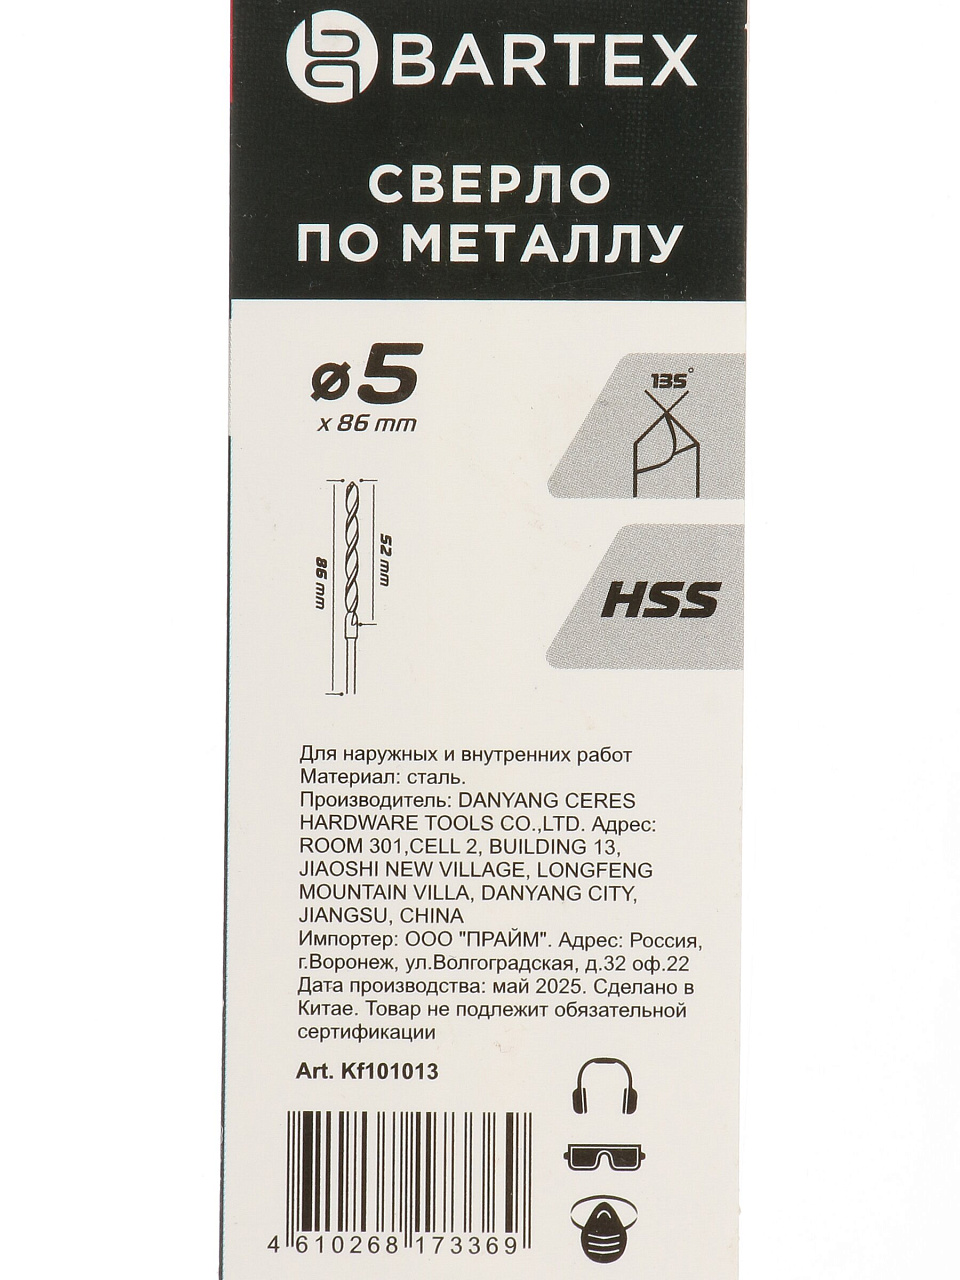 BARTEX
СВЕРЛО
ПО МЕТАЛЛУ
ø5
x 86 mm
135°
52 mm
86 mm
HSS
Для наружных и внутренних работ
Материал: сталь.
Производитель: DANYANG CERES
HARDWARE TOOLS CO.,LTD. Адрес:
ROOM 301,CELL 2, BUILDING 13,
JIAOSHI NEW VILLAGE, LONGFENG
MOUNTAIN VILLA, DANYANG CITY,
JIANGSU, CHINA
Импортер: ООО "ПРАЙМ". Адрес: Россия,
г.Воронеж, ул.Волгоградская, д.32 оф.22
Дата производства: май 2025. Сделано в
Китае. Товар не подлежит обязательной
сертификации
Art. Kf101013
4 610268 173369